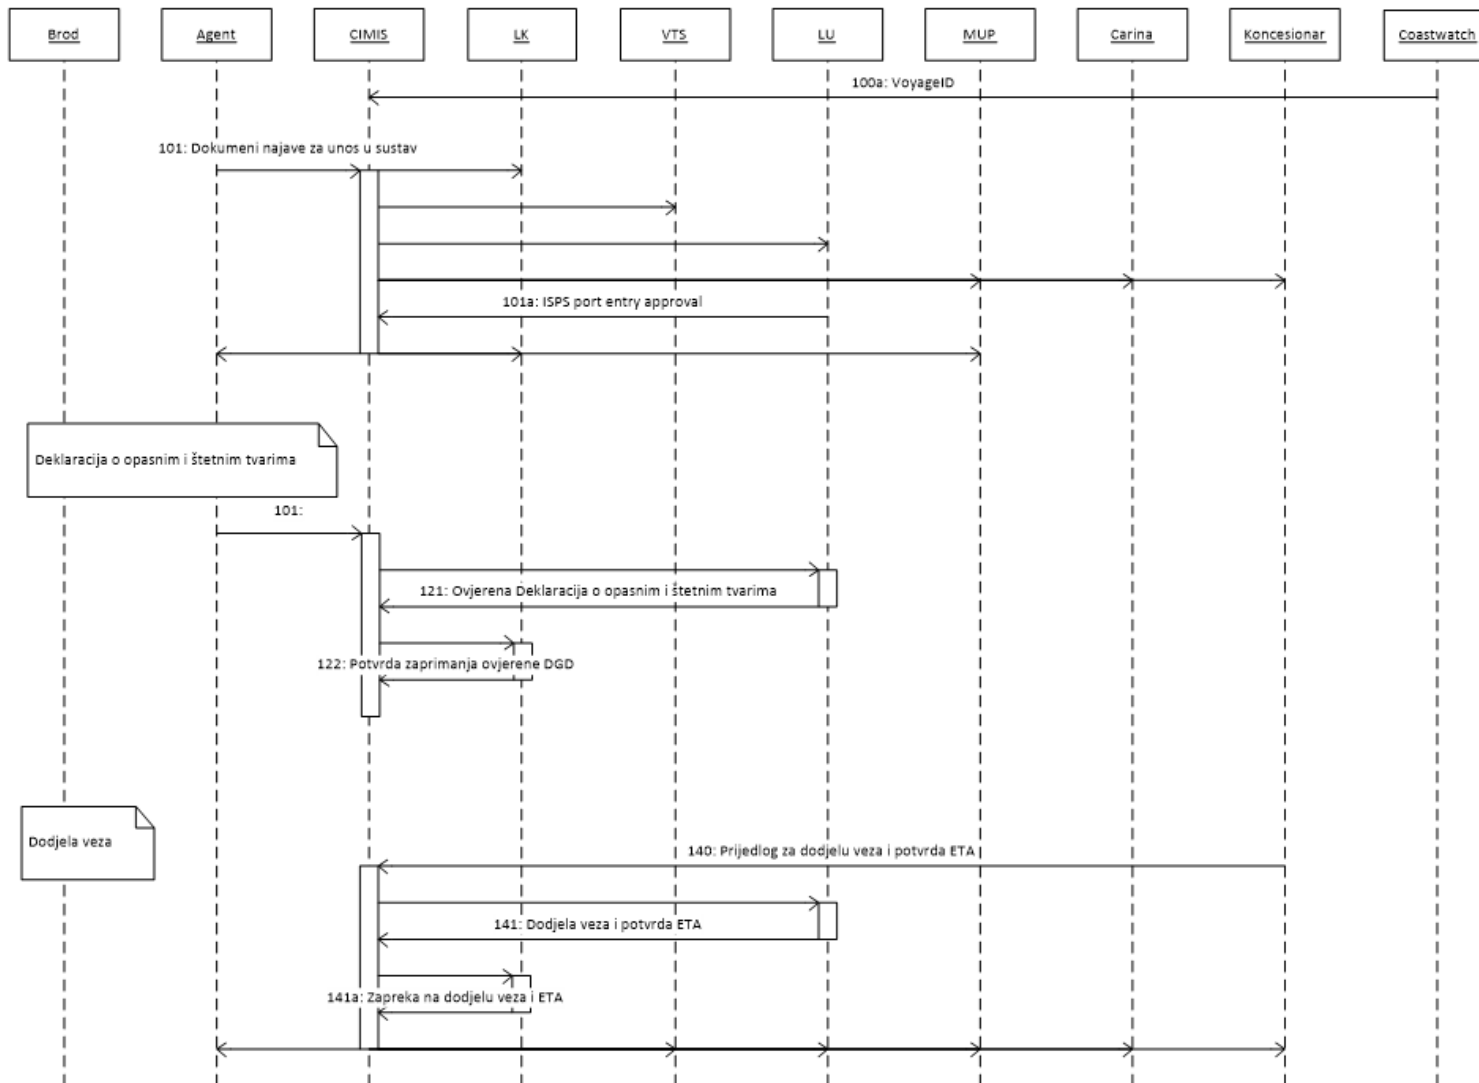 Brod
Agent
CIMIS
LK
VTS
LU
MUP
Carina
Koncesionar
Coastwatch
100a: VoyageID
101: Dokumeni najave za unos u sustav
101a: ISPS port entry approval
Deklaracija o opasnim i štetnim tvarima
101:
121: Ovjerena Deklaracija o opasnim i štetnim tvarima
122: Potvrda zaprimanja ovjerene DGD
Dodjela veza
140: Prijedlog za dodjelu veza i potvrda ETA
141: Dodjela veza i potvrda ETA
141a: Zapreka na dodjelu veza i ETA